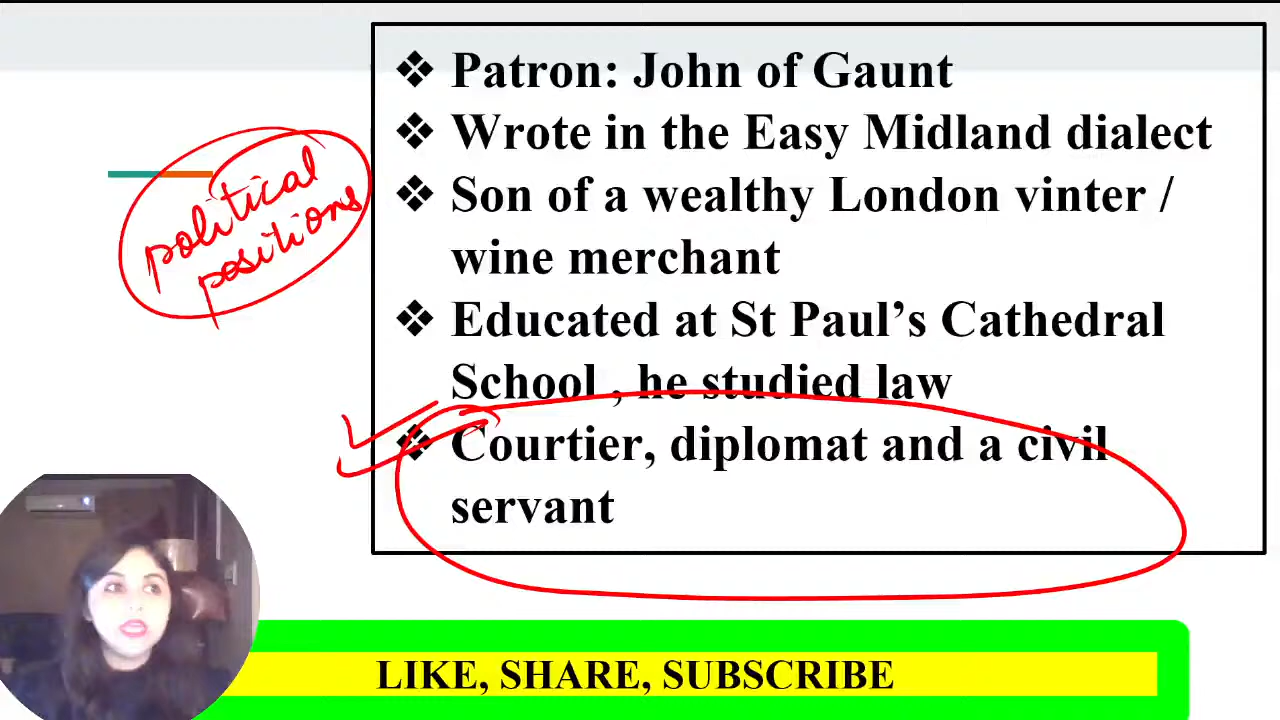 ❖ Patron: John of Gaunt
❖ Wrote in the Easy Midland dialect
❖ Son of a wealthy London vinter /
wine merchant
❖ Educated at St Paul’s Cathedral
School , he studied law
❖ Courtier, diplomat and a civil
servant
political
positions
LIKE, SHARE, SUBSCRIBE